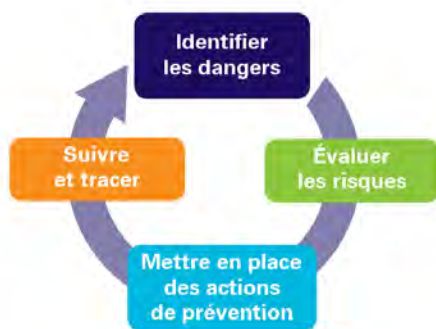 Identifier
les dangers
Évaluer
les risques
Mettre en place
des actions
de prévention
Suivre
et tracer